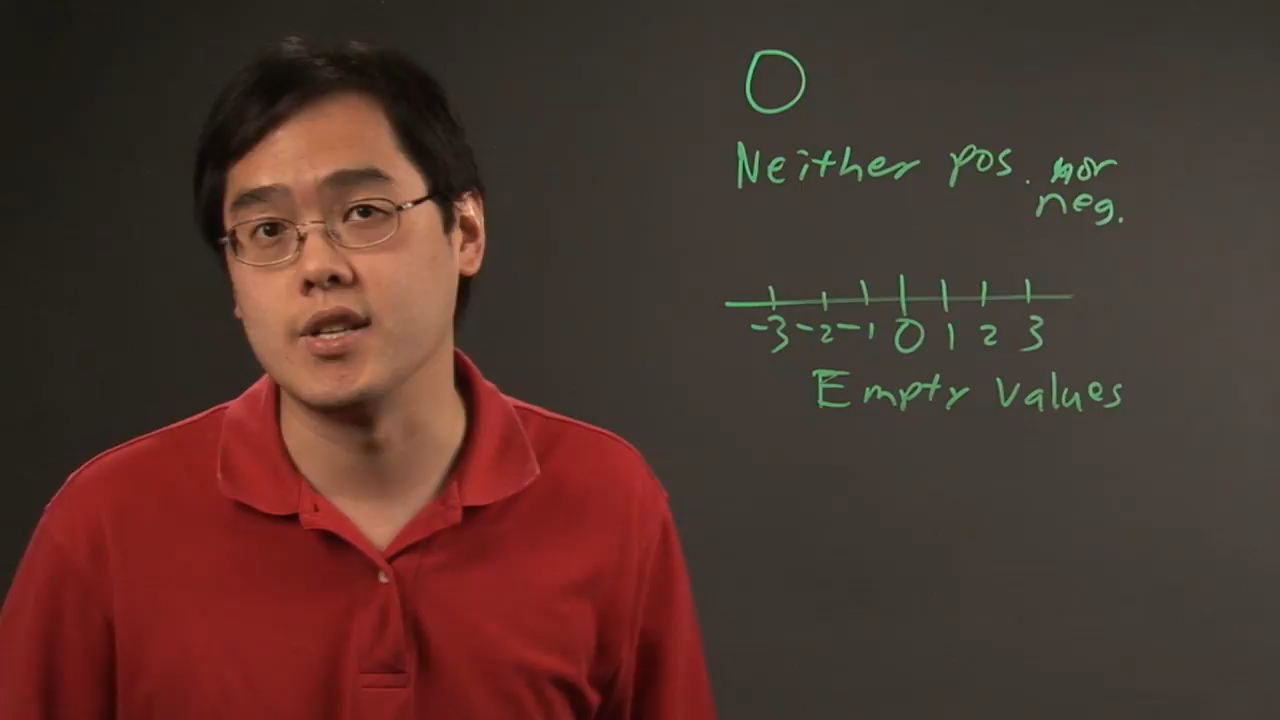 0
Neither pos. nor
neg.
-3 -2 -1 0 1 2 3
Empty values